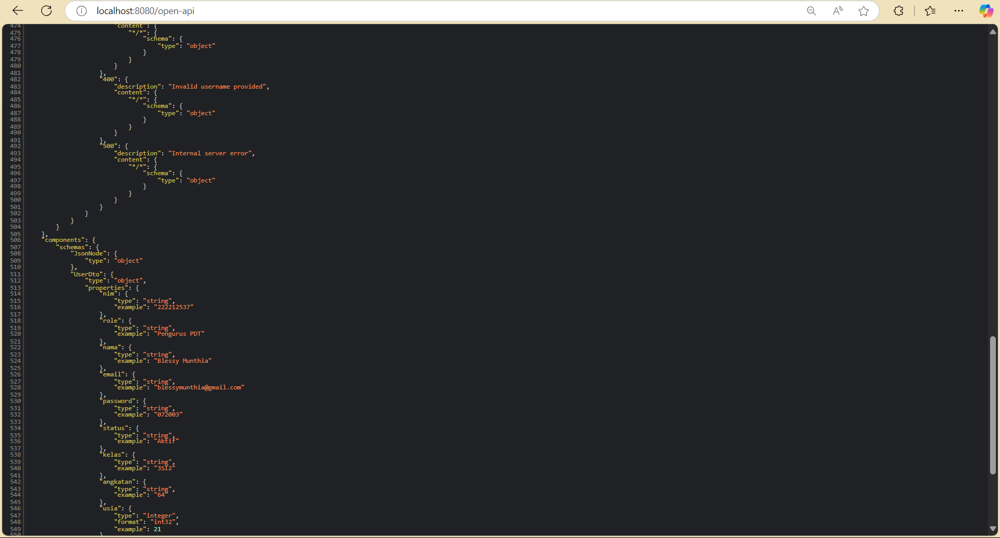 localhost:8080/open-api
474 "content": {
475 "*/*": {
476 "schema": {
477 "type": "object"
478 }
479 }
480 }
481 },
482 "400": {
483 "description": "Invalid username provided",
484 "content": {
485 "*/*": {
486 "schema": {
487 "type": "object"
488 }
489 }
490 }
491 },
492 "500": {
493 "description": "Internal server error",
494 "content": {
495 "*/*": {
496 "schema": {
497 "type": "object"
498 }
499 }
500 }
501 }
502 }
503 }
504 }
505 },
506 "components": {
507 "schemas": {
508 "JsonNode": {
509 "type": "object"
510 },
511 "UserDto": {
512 "type": "object",
513 "properties": {
514 "nim": {
515 "type": "string",
516 "example": "222212537"
517 },
518 "role": {
519 "type": "string",
520 "example": "Pengurus PDT"
521 },
522 "nama": {
523 "type": "string",
524 "example": "Blessy Munthia"
525 },
526 "email": {
527 "type": "string",
528 "example": "blessymunthia@gmail.com"
529 },
530 "password": {
531 "type": "string",
532 "example": "072003"
533 },
534 "status": {
535 "type": "string",
536 "example": "Aktif"
537 },
538 "kelas": {
539 "type": "string",
540 "example": "3SI2"
541 },
542 "angkatan": {
543 "type": "string",
544 "example": "64"
545 },
546 "usia": {
547 "type": "integer",
548 "format": "int32",
549 "example": 21
550 }